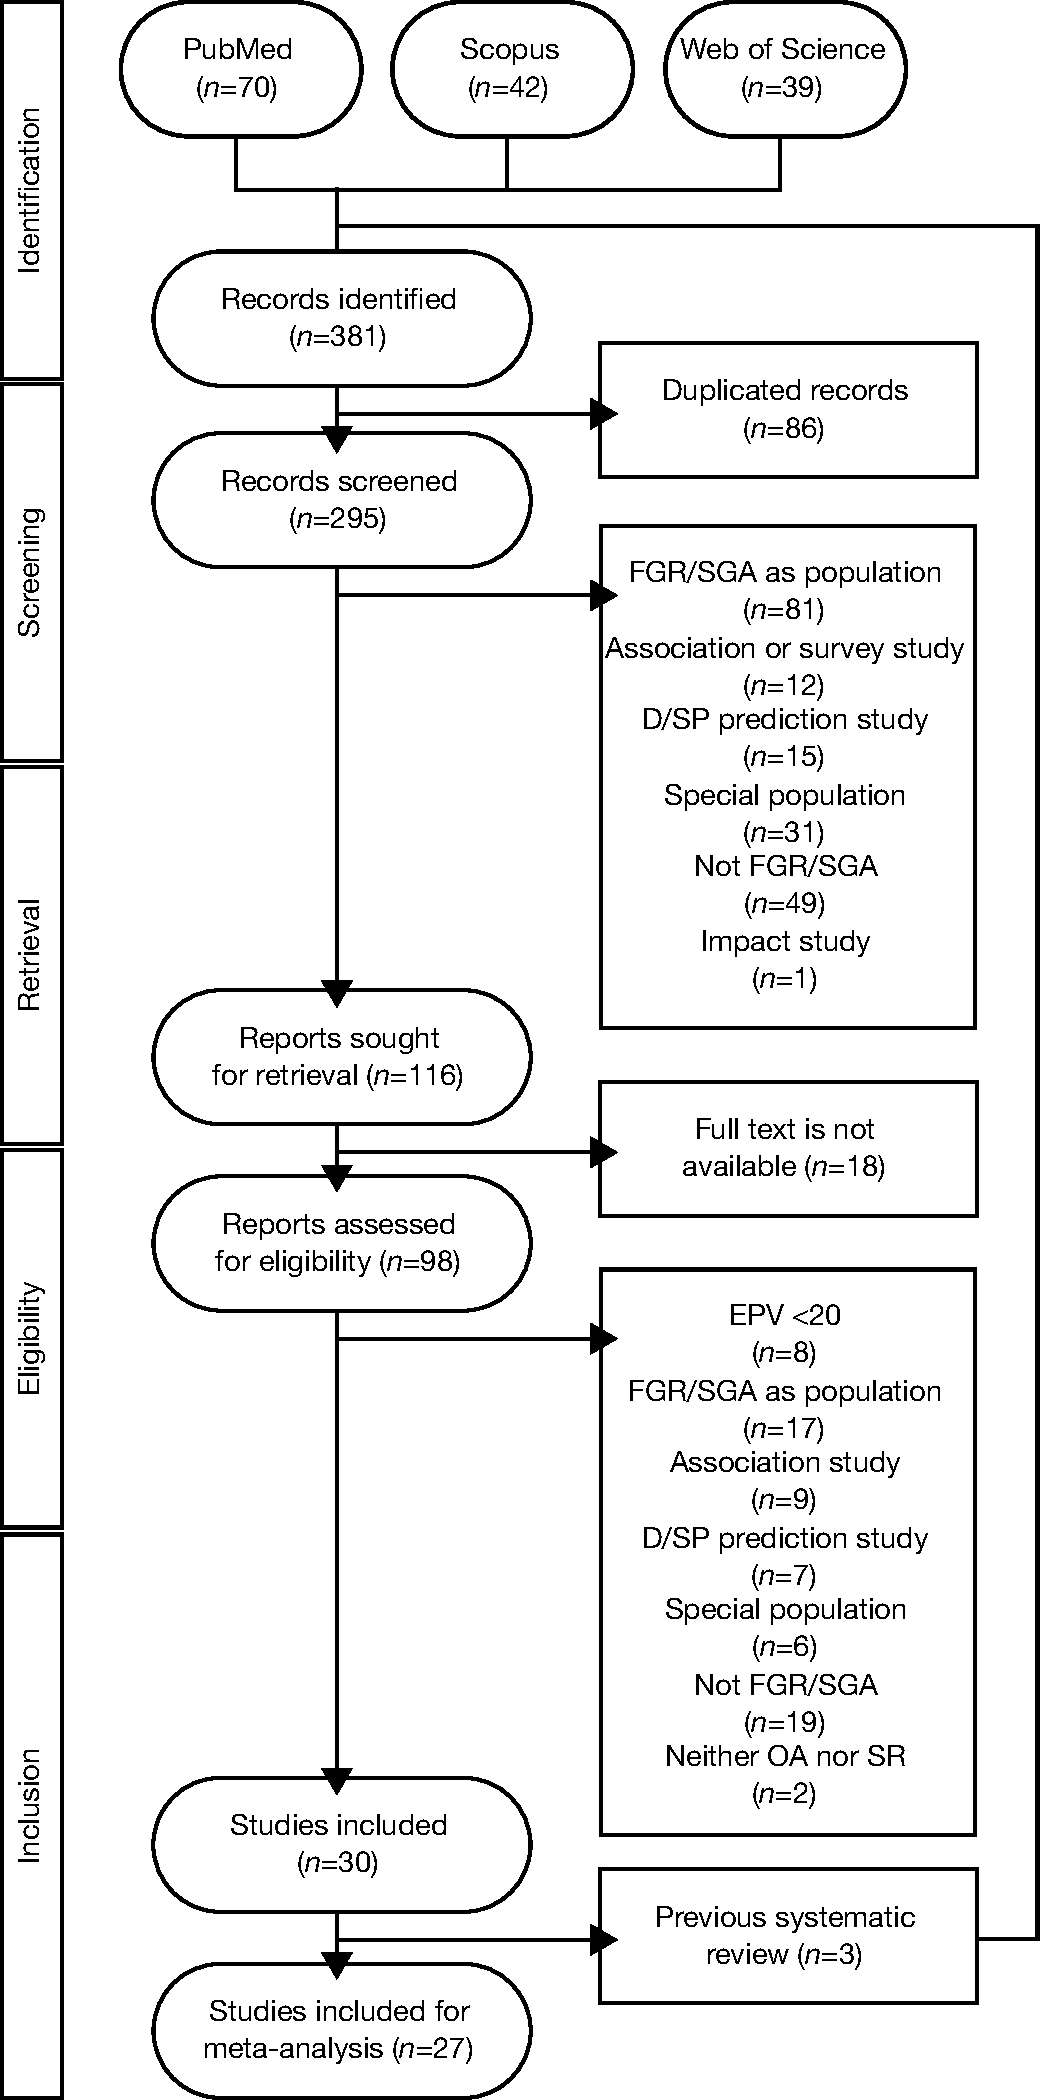 PubMed
(n=70)
Scopus
(n=42)
Web of Science
(n=39)
Identification
Records identified
(n=381)
Duplicated records
(n=86)
Screening
Records screened
(n=295)
FGR/SGA as population
(n=81)
Association or survey study
(n=12)
D/SP prediction study
(n=15)
Special population
(n=31)
Not FGR/SGA
(n=49)
Impact study
(n=1)
Retrieval
Reports sought
for retrieval (n=116)
Full text is not
available (n=18)
Eligibility
Reports assessed
for eligibility (n=98)
EPV <20
(n=8)
FGR/SGA as population
(n=17)
Association study
(n=9)
D/SP prediction study
(n=7)
Special population
(n=6)
Not FGR/SGA
(n=19)
Neither OA nor SR
(n=2)
Inclusion
Studies included
(n=30)
Previous systematic
review (n=3)
Studies included for
meta-analysis (n=27)